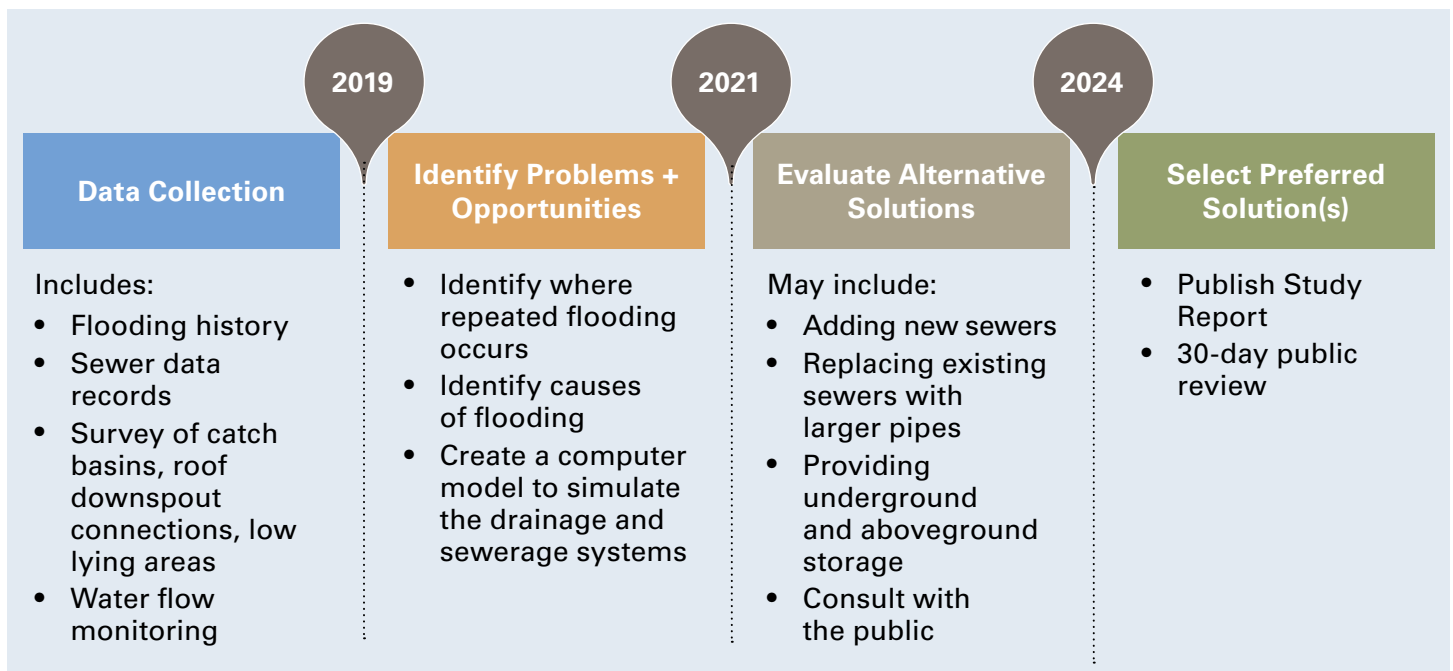 2019
2021
2024
Data Collection
Includes:
• Flooding history
• Sewer data
records
• Survey of catch
basins, roof
downspout
connections, low
lying areas
• Water flow
monitoring
Identify Problems +
Opportunities
• Identify where
repeated flooding
occurs
• Identify causes
of flooding
• Create a computer
model to simulate
the drainage and
sewerage systems
Evaluate Alternative
Solutions
May include:
• Adding new sewers
• Replacing existing
sewers with
larger pipes
• Providing
underground
and aboveground
storage
• Consult with
the public
Select Preferred
Solution(s)
• Publish Study
Report
• 30-day public
review